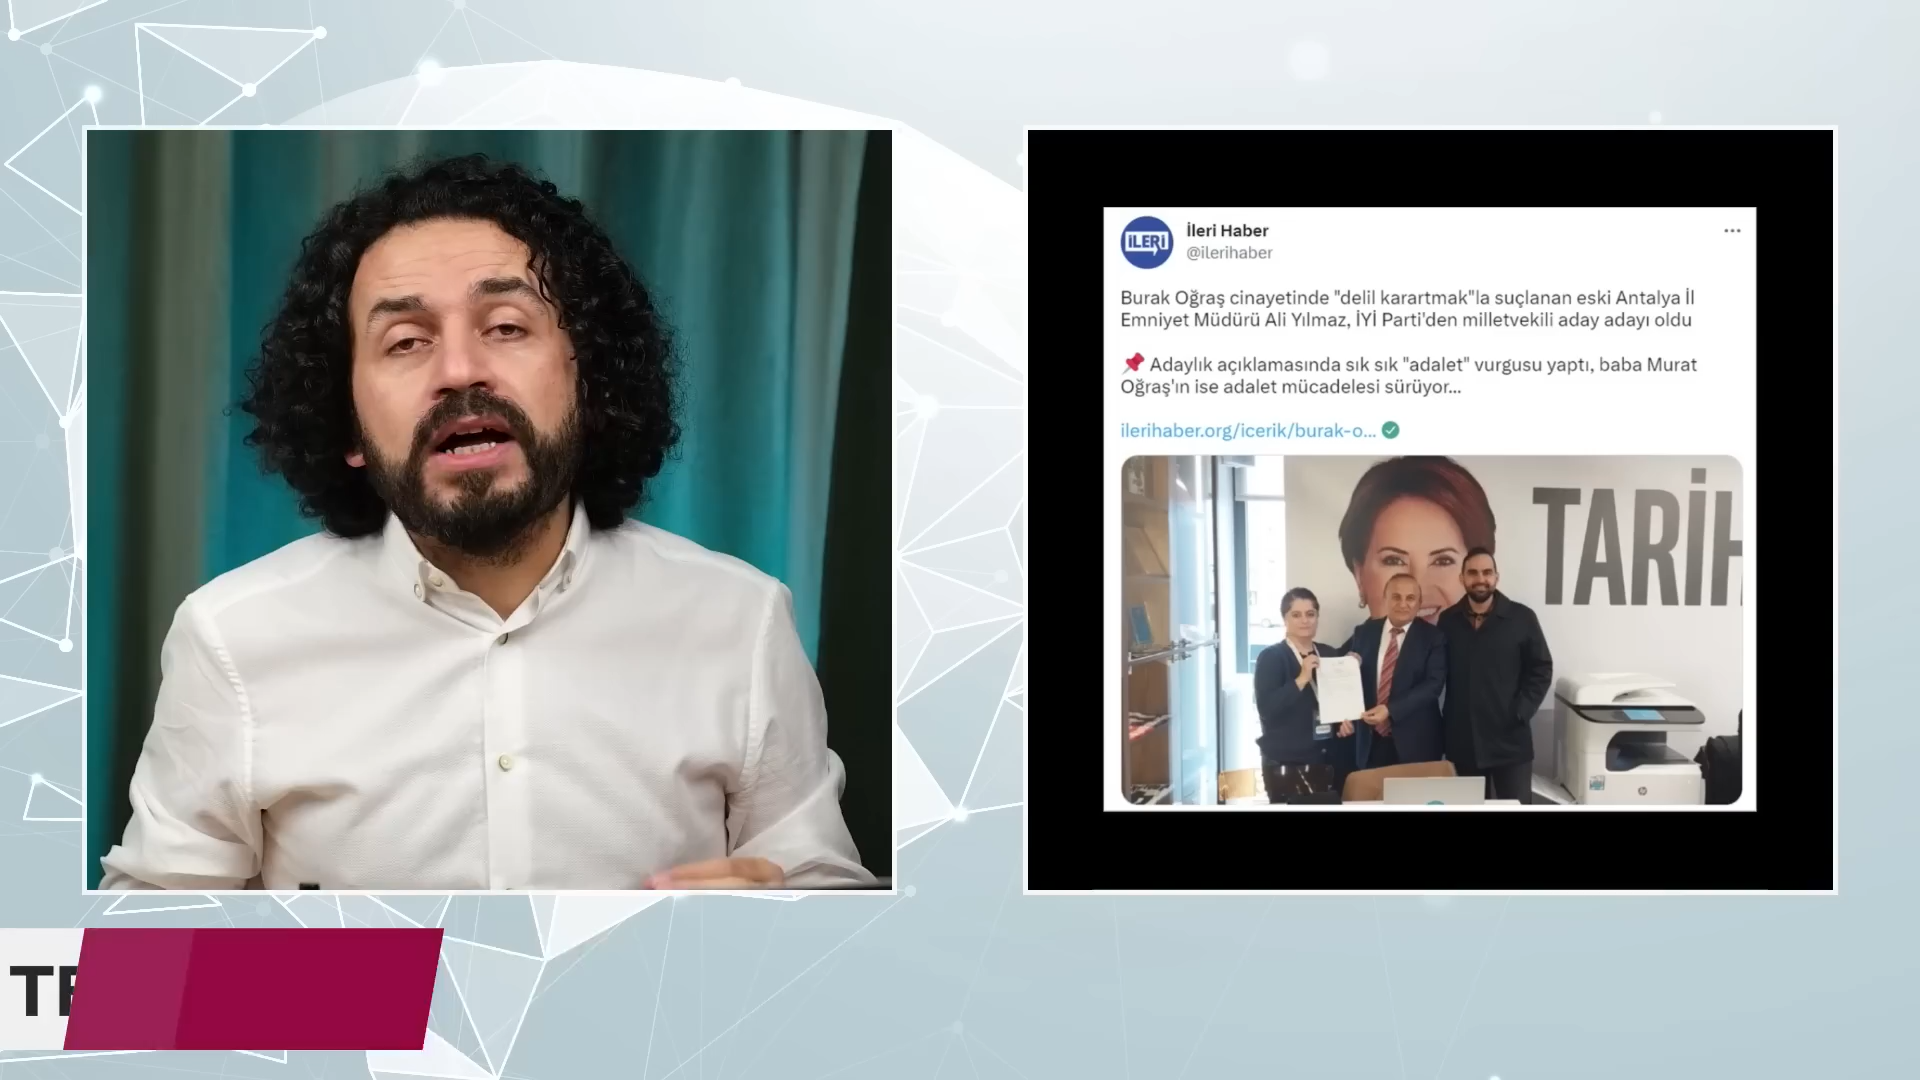 İLERİ
İleri Haber
@ilerihaber
Burak Oğraş cinayetinde "delil karartmak"la suçlanan eski Antalya İl
Emniyet Müdürü Ali Yılmaz, İYİ Parti'den milletvekili aday adayı oldu
📌 Adaylık açıklamasında sık sık "adalet" vurgusu yaptı, baba Murat
Oğraş'ın ise adalet mücadelesi sürüyor...
ilerihaber.org/icerik/burak-o...
TARİH
hp